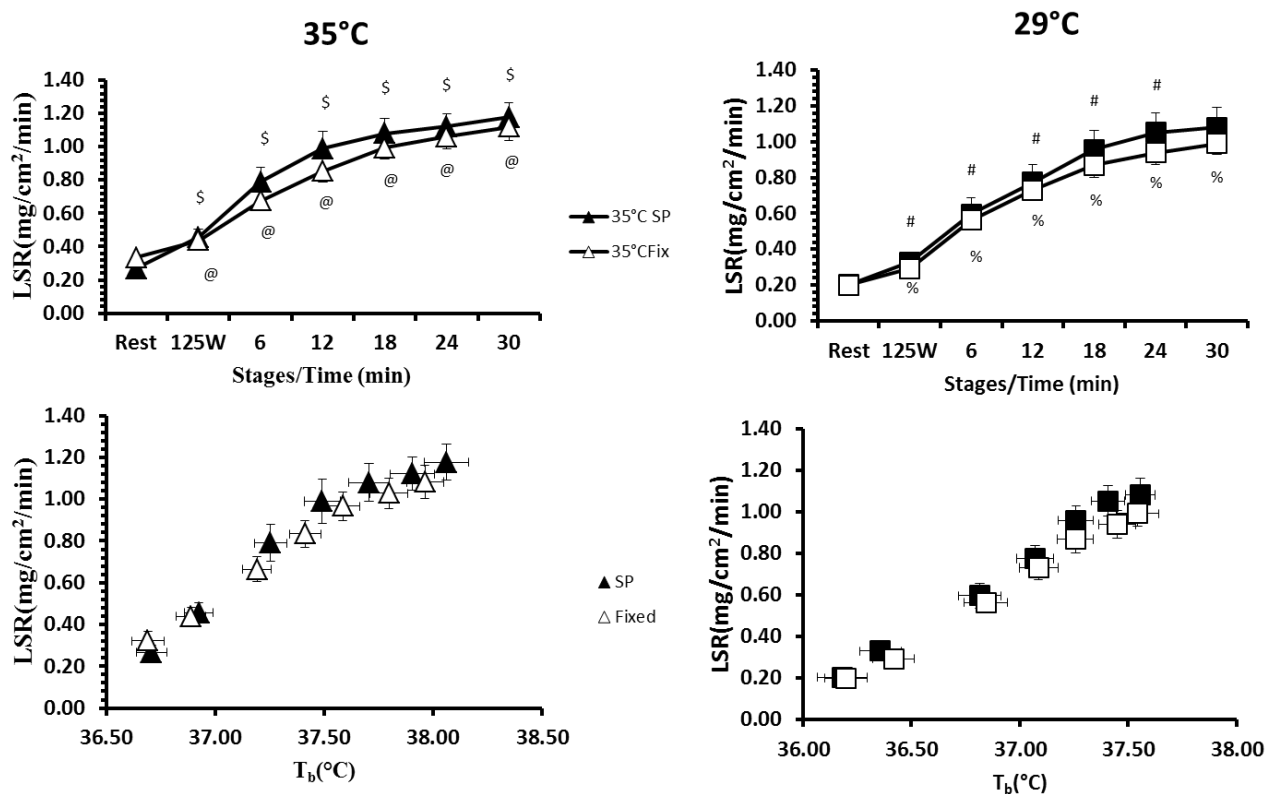 35°C
LSR(mg/cm²/min)
1.40
1.20
1.00
0.80
0.60
0.40
0.20
0.00
$ $ $ $ $ $
@ @ @ @ @ @
Rest 125W 6 12 18 24 30
Stages/Time (min)
35°C SP
35°CFix
29°C
LSR(mg/cm²/min)
1.40
1.20
1.00
0.80
0.60
0.40
0.20
0.00
# # # # #
% % % % % %
Rest 125W 6 12 18 24 30
Stages/Time (min)
LSR(mg/cm²/min)
1.40
1.20
1.00
0.80
0.60
0.40
0.20
0.00
36.50 37.00 37.50 38.00 38.50
Tb(°C)
SP
Fixed
LSR(mg/cm²/min)
1.40
1.20
1.00
0.80
0.60
0.40
0.20
0.00
36.00 36.50 37.00 37.50 38.00
Tb(°C)